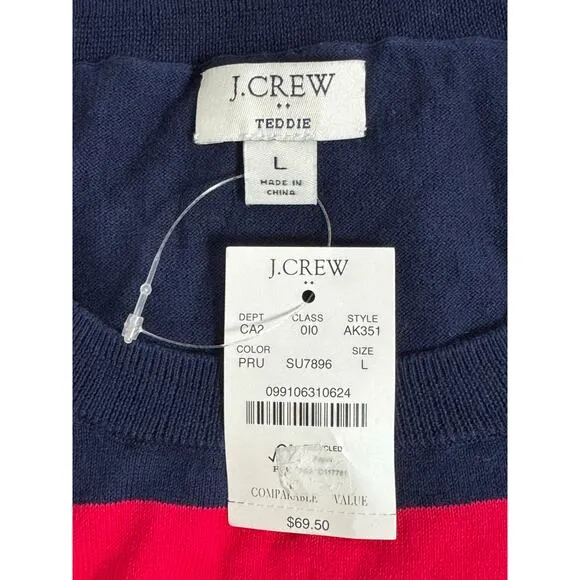 J.CREW
TEDDIE
L
MADE IN
CHINA
J.CREW
DEPT CLASS STYLE
CA2 0I0 AK351
COLOR SIZE
PRU SU7896 L
099106310624
COMPARABLE VALUE
$69.50